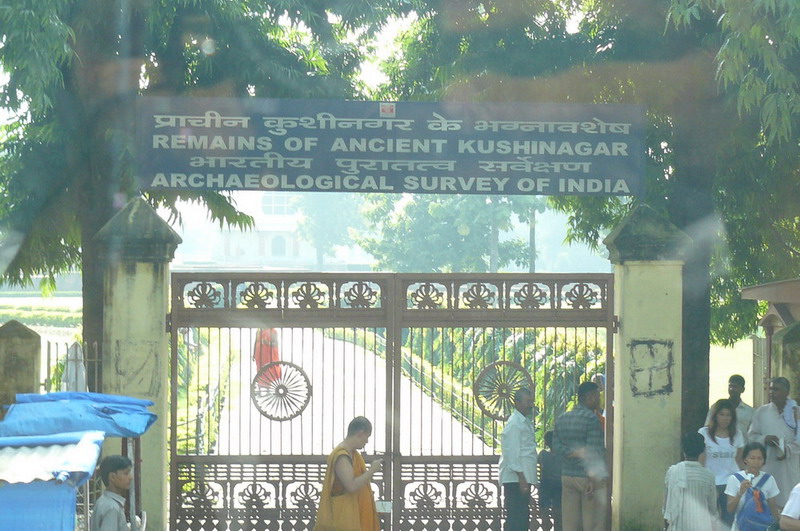 प्राचीन कुशीनगर के भग्नावशेष
REMAINS OF ANCIENT KUSHINAGAR
भारतीय पुरातत्व सर्वेक्षण
ARCHAEOLOGICAL SURVEY OF INDIA